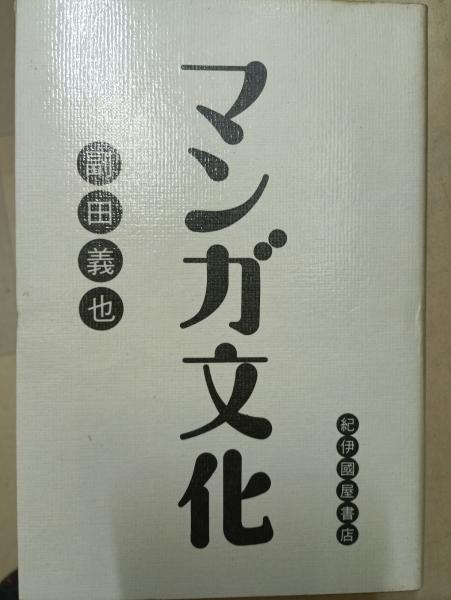 マンガ文化
副田義也
紀伊國屋書店